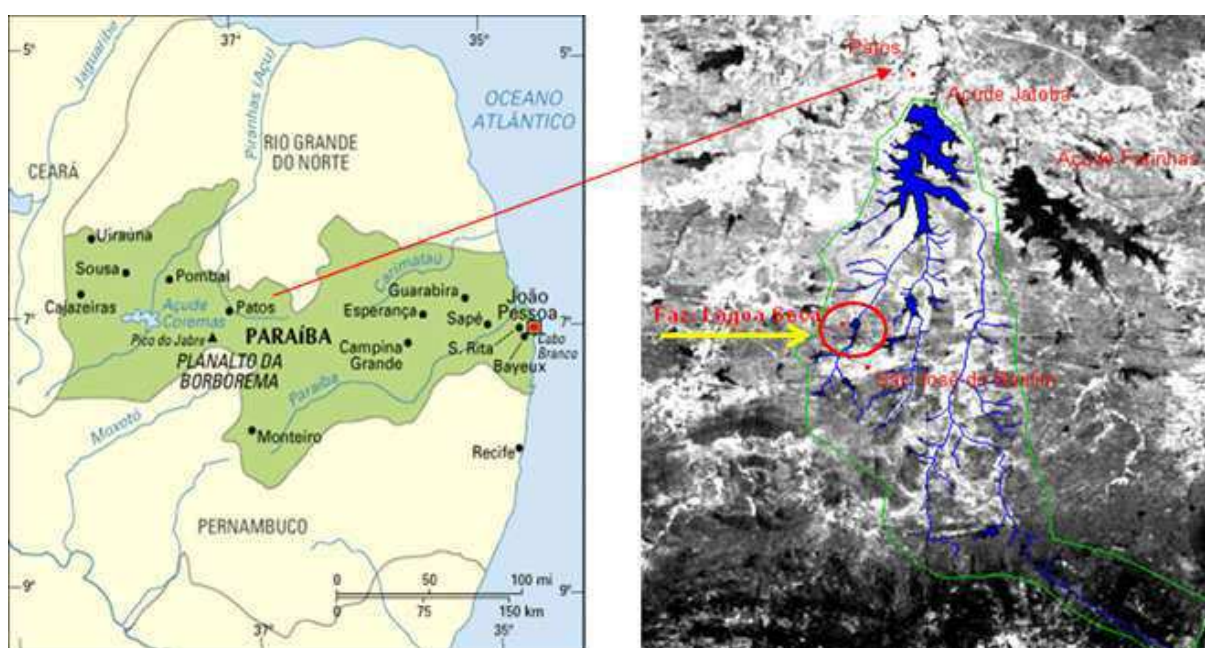 37°
35°
5°
5°
Jaguaribe
Piranhas (Açu)
OCEANO
ATLÂNTICO
RIO GRANDE
DO NORTE
CEARÁ
Uiraúna
Sousa
Pombal
Curimataú
Guarabira
João
Pessoa
Cajazeiras
Açude
Coremas
Patos
Esperança
Sapé
7°
7°
Pico do Jabre
PARAÍBA
Campina
Grande
S. Rita
Cabo
Branco
Bayeux
PLANALTO DA
BORBOREMA
Paraíba
Moxotó
Monteiro
Recife
PERNAMBUCO
0 50 100 mi
0 75 150 km
9°
9°
37°
35°
Patos
Açude Jatoba
Açude Farinhas
Faz. Lagoa Seca
São José do Bonfim